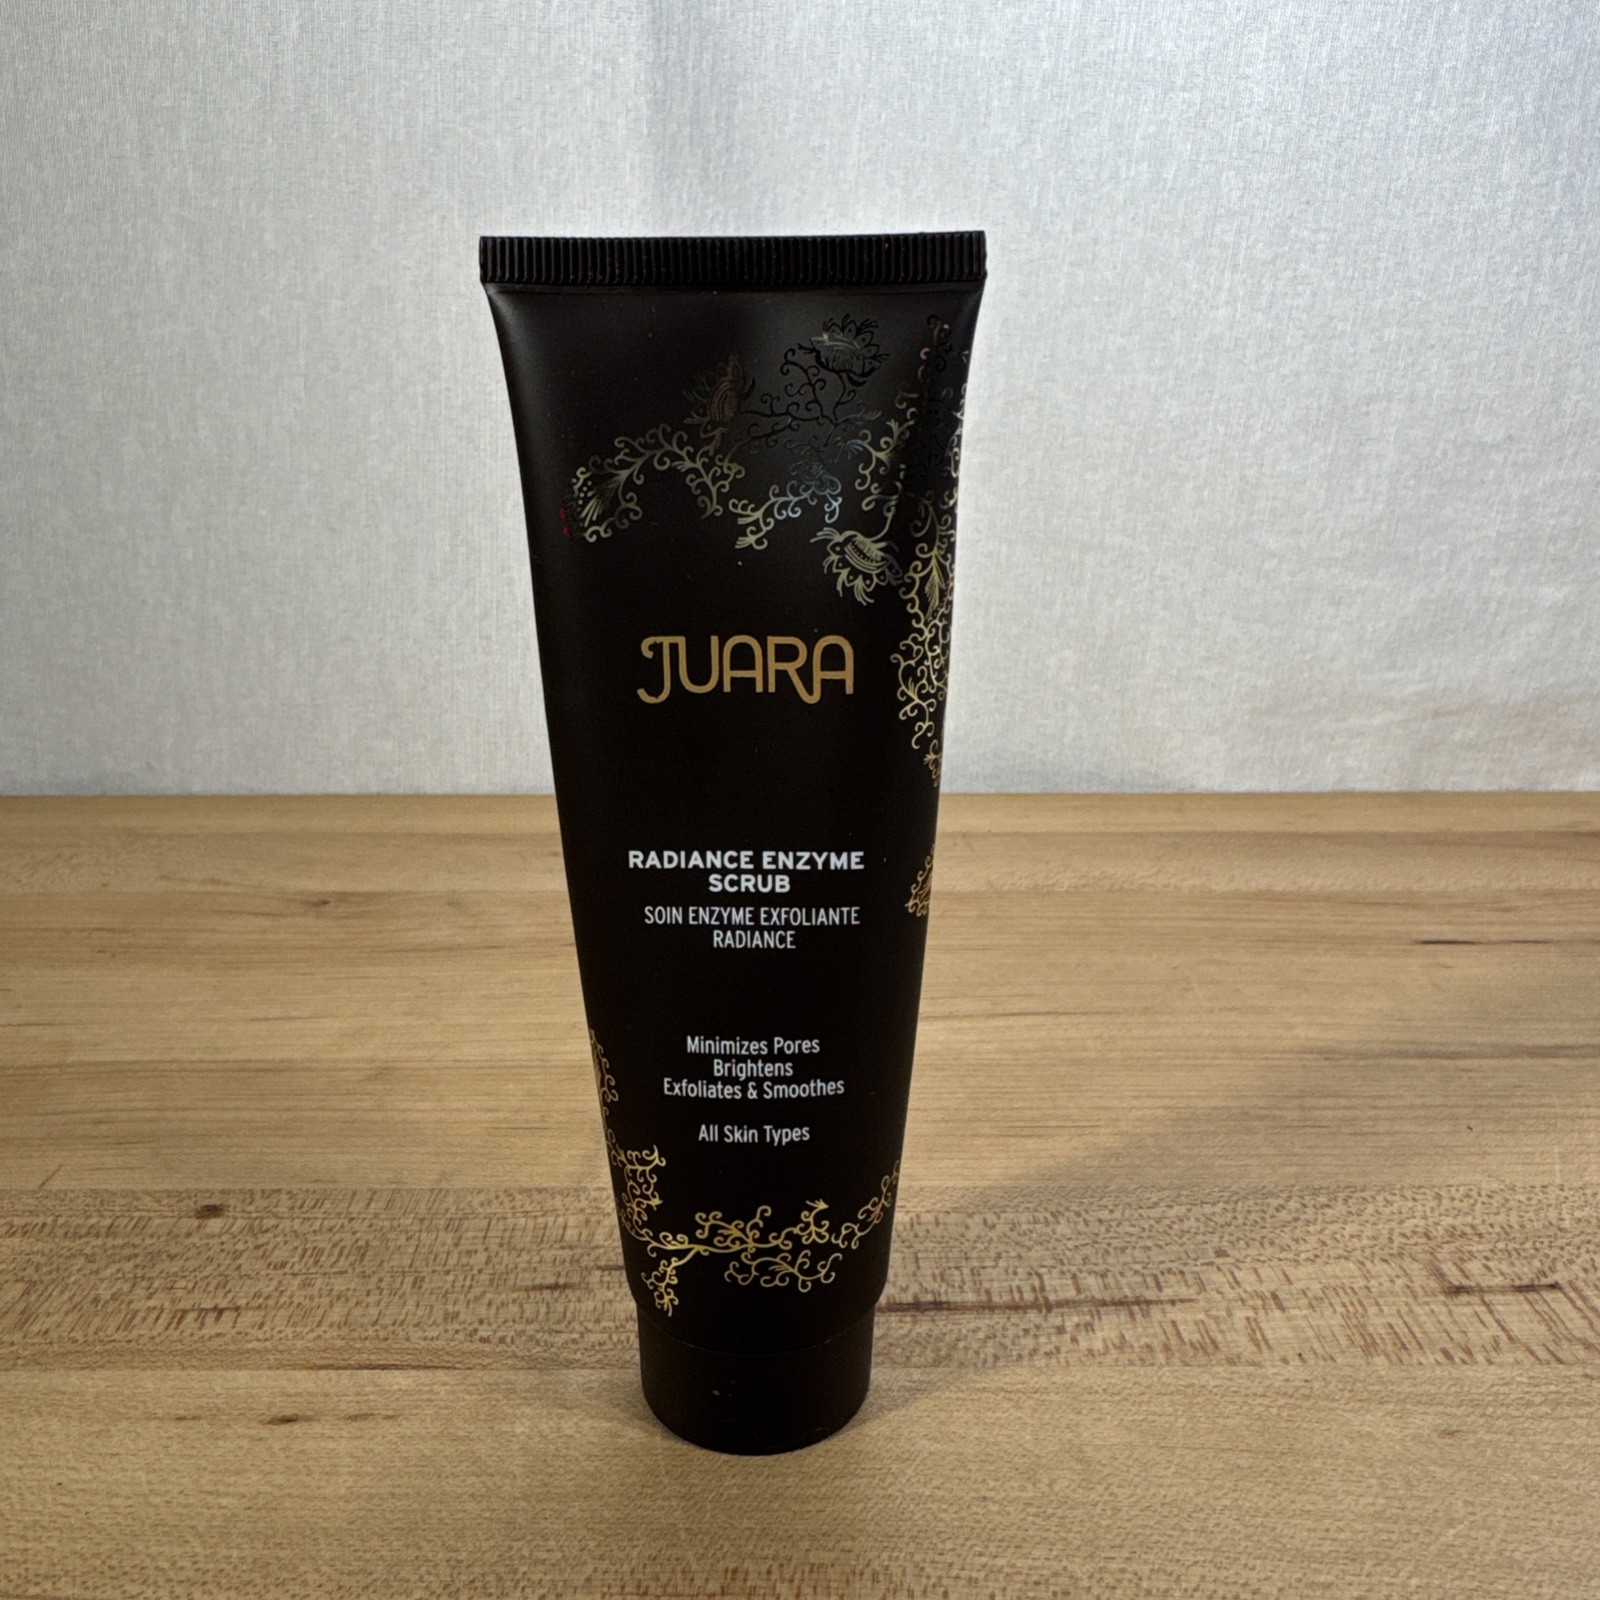 JUARA
RADIANCE ENZYME
SCRUB
SOIN ENZYME EXFOLIANTE
RADIANCE
Minimizes Pores
Brightens
Exfoliates & Smoothes
All Skin Types